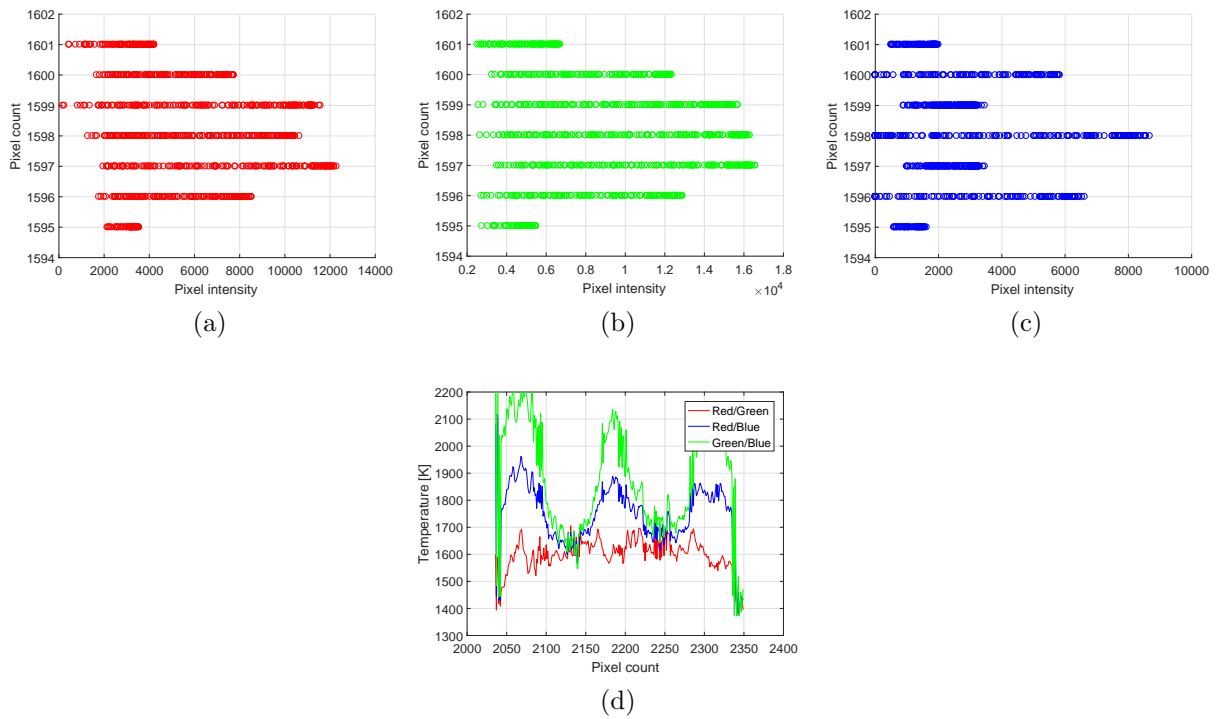 1602
1601
1600
1599
1598
1597
1596
1595
1594
Pixel count
0 2000 4000 6000 8000 10000 12000 14000
Pixel intensity
(a)
1602
1601
1600
1599
1598
1597
1596
1595
1594
Pixel count
0.2 0.4 0.6 0.8 1 1.2 1.4 1.6 1.8
Pixel intensity
×10⁴
(b)
1602
1601
1600
1599
1598
1597
1596
1595
1594
Pixel count
0 2000 4000 6000 8000 10000
Pixel intensity
(c)
2200
2100
2000
1900
1800
1700
1600
1500
1400
1300
Temperature [K]
Red/Green
Red/Blue
Green/Blue
2000 2050 2100 2150 2200 2250 2300 2350 2400
Pixel count
(d)